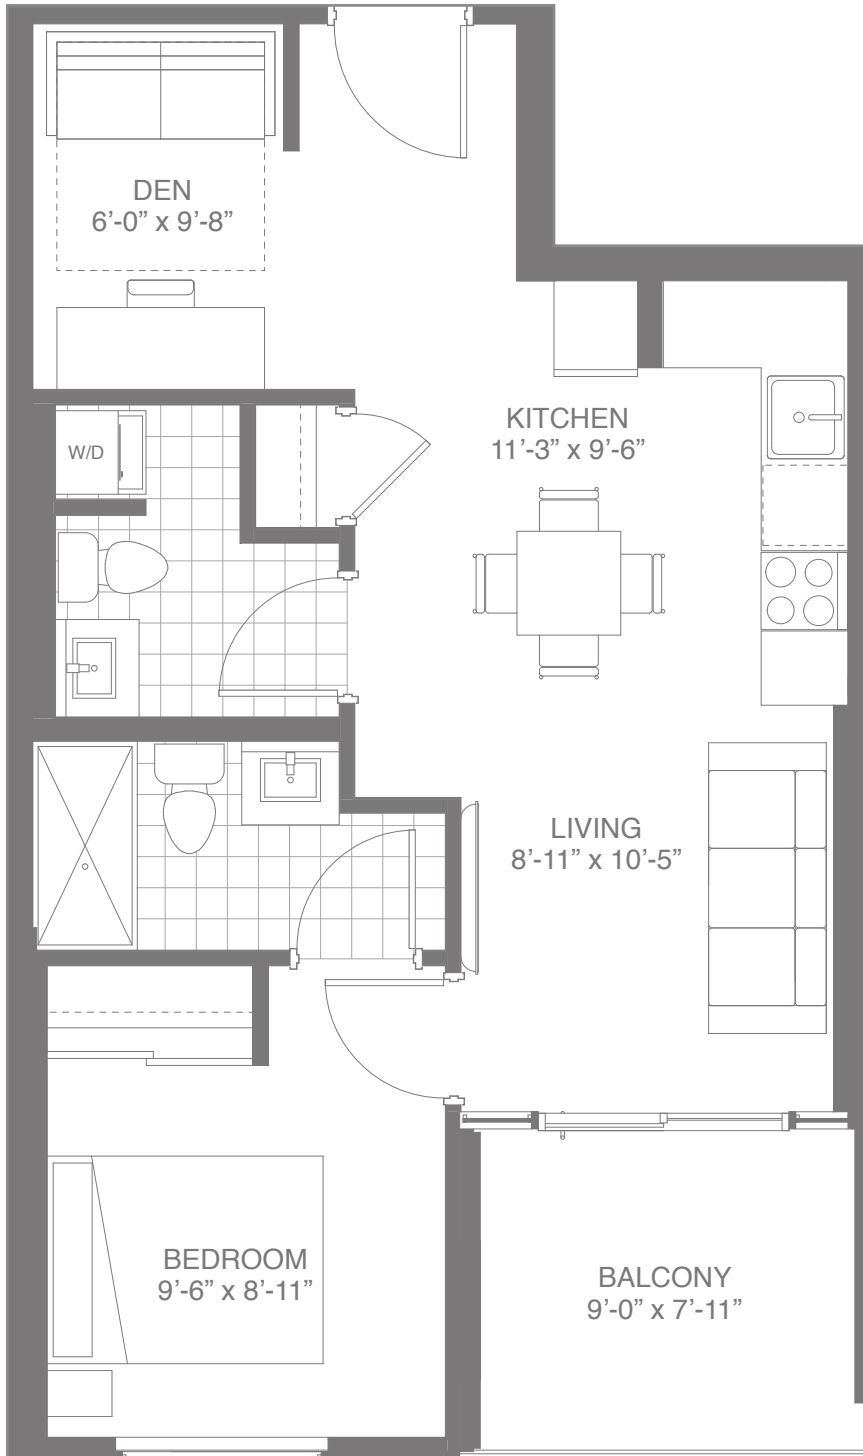 DEN
6’-0” x 9’-8”
KITCHEN
11’-3” x 9’-6”
W/D
LIVING
8’-11” x 10’-5”
BEDROOM
9’-6” x 8’-11”
BALCONY
9’-0” x 7’-11”